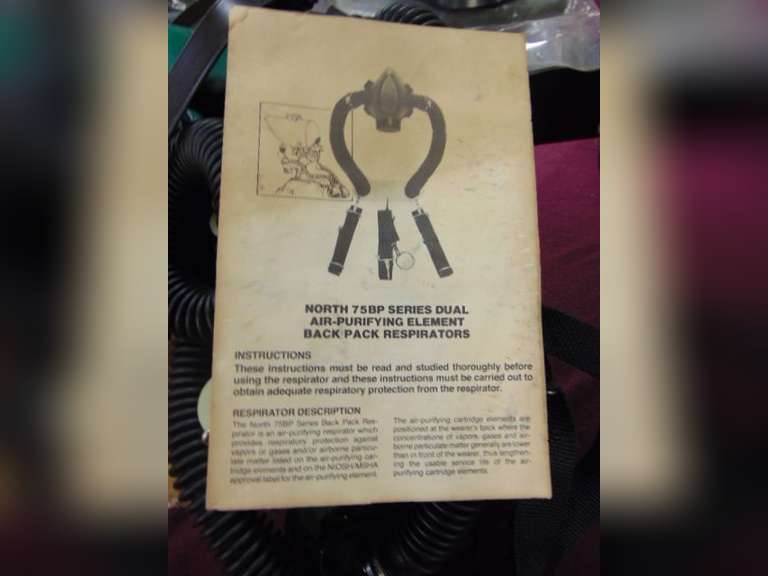 NORTH 75BP SERIES DUAL
AIR-PURIFYING ELEMENT
BACK PACK RESPIRATORS
INSTRUCTIONS
These instructions must be read and studied thoroughly before
using the respirator and these instructions must be carried out to
obtain adequate respiratory protection from the respirator.
RESPIRATOR DESCRIPTION
The North 75BP Series Back Pack Res-
pirator is an air-purifying respirator which
provides respiratory protection against
vapors or gases and/or airborne particu-
late matter listed on the air-purifying car-
tridge elements and on the NIOSH/MSHA
approval label for the air-purifying element.
The air-purifying cartridge elements are
positioned at the wearer's back where the
concentrations of vapors, gases and air-
borne particulate matter generally are lower
than in front of the wearer, thus lengthen-
ing the usable service life of the air-
purifying cartridge elements.